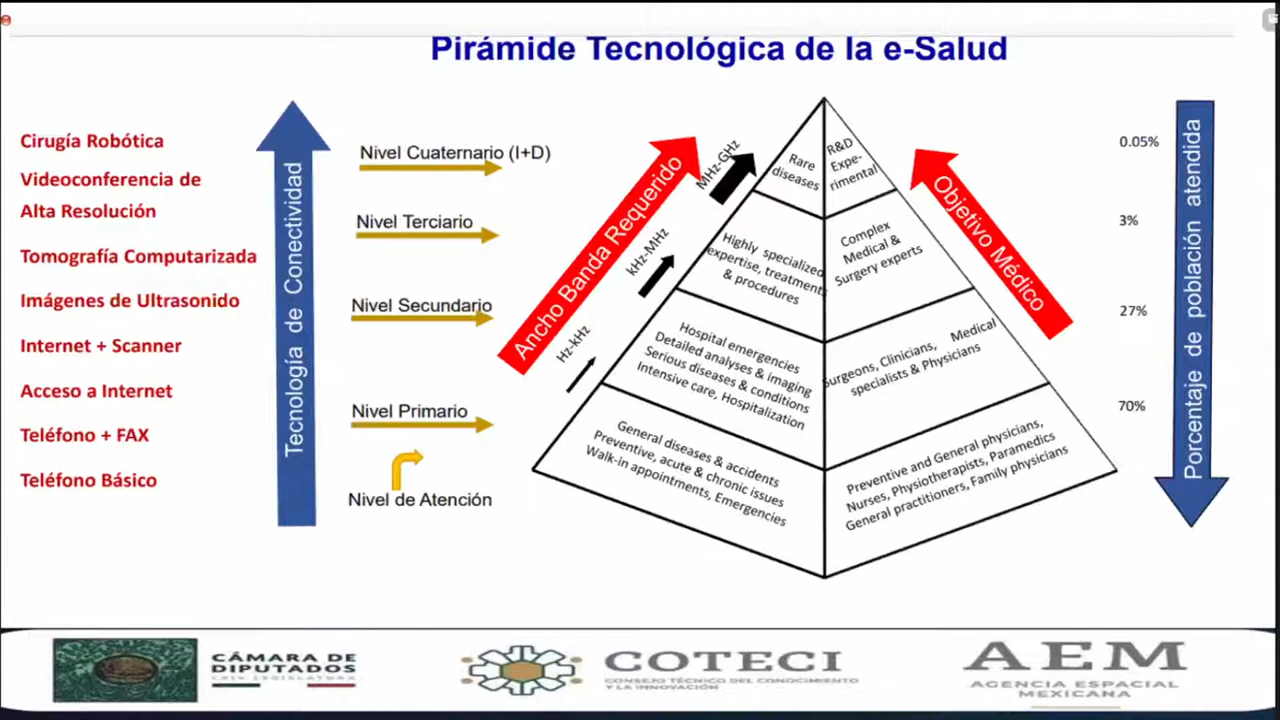 Pirámide Tecnológica de la e-Salud
Cirugía Robótica
Videoconferencia de
Alta Resolución
Tomografía Computarizada
Imágenes de Ultrasonido
Internet + Scanner
Acceso a Internet
Teléfono + FAX
Teléfono Básico
Tecnología de Conectividad
Nivel Cuaternario (I+D)
Nivel Terciario
Nivel Secundario
Nivel Primario
Nivel de Atención
Ancho Banda Requerido
MHz-GHz
kHz-MHz
Hz-kHz
Rare
diseases
R&D
Expe-
rimental
Highly specialized
expertise, treatments
& procedures
Complex
Medical &
Surgery experts
Hospital emergencies
Detailed analyses & imaging
Serious diseases & conditions
Intensive care, Hospitalization
Surgeons, Clinicians, Medical
specialists & Physicians
General diseases & accidents
Preventive, acute & chronic issues
Walk-in appointments, Emergencies
Preventive and General physicians,
Nurses, Physiotherapists, Paramedics
General practitioners, Family physicians
Objetivo Médico
0.05%
3%
27%
70%
Porcentaje de población atendida
CÁMARA DE
DIPUTADOS
LXIV LEGISLATURA
COTECI
CONSEJO TÉCNICO DEL CONOCIMIENTO
Y LA INNOVACIÓN
AEM
AGENCIA ESPACIAL
MEXICANA